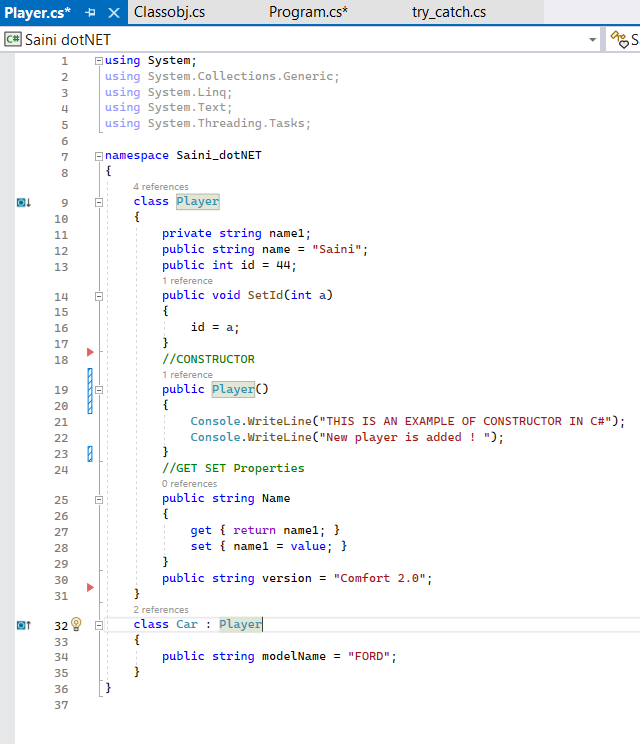 Player.cs* Classobj.cs Program.cs* try_catch.cs
C# Saini dotNET S
1 using System;
2 using System.Collections.Generic;
3 using System.Linq;
4 using System.Text;
5 using System.Threading.Tasks;
6
7 namespace Saini_dotNET
8 {
4 references
9 class Player
10 {
11 private string name1;
12 public string name = "Saini";
13 public int id = 44;
1 reference
14 public void SetId(int a)
15 {
16 id = a;
17 }
18 //CONSTRUCTOR
1 reference
19 public Player()
20 {
21 Console.WriteLine("THIS IS AN EXAMPLE OF CONSTRUCTOR IN C#");
22 Console.WriteLine("New player is added ! ");
23 }
24 //GET SET Properties
0 references
25 public string Name
26 {
27 get { return name1; }
28 set { name1 = value; }
29 }
30 public string version = "Comfort 2.0";
31 }
2 references
32 class Car : Player
33 {
34 public string modelName = "FORD";
35 }
36 }
37